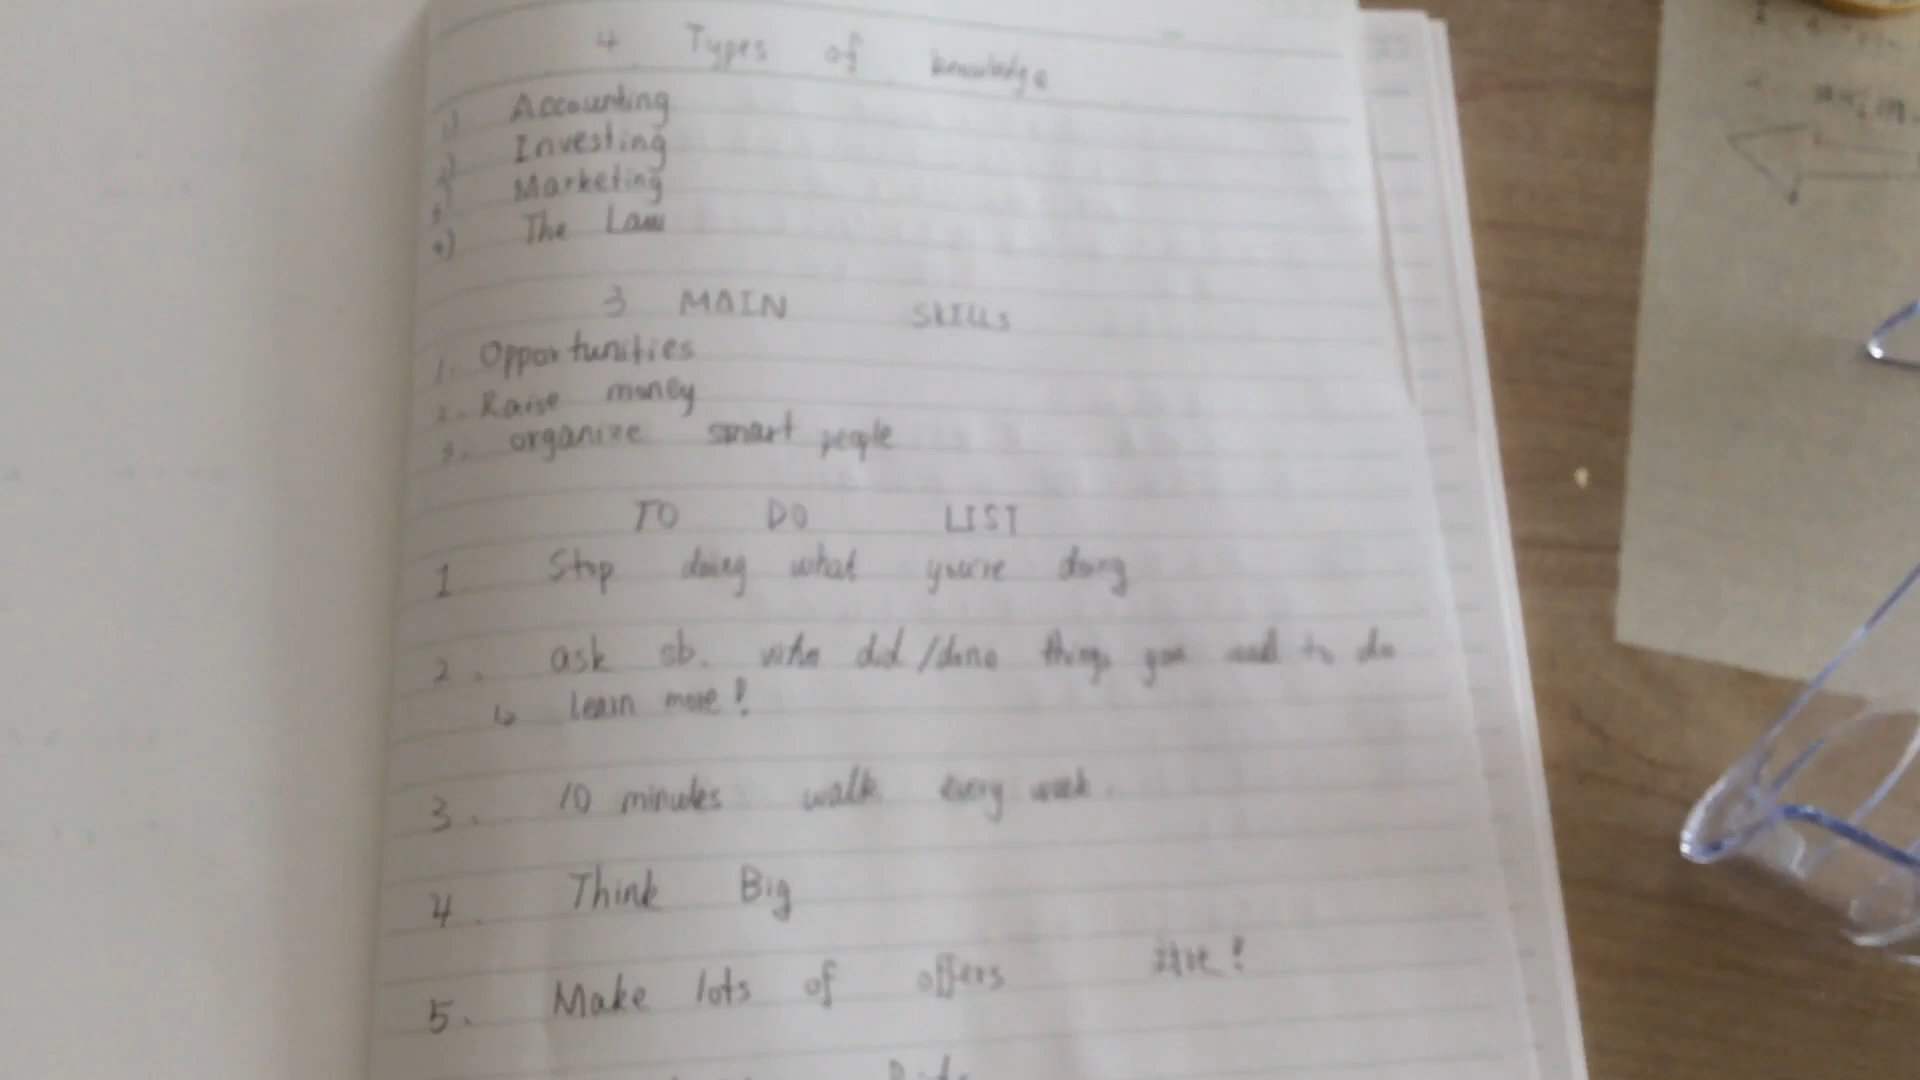 4 Types of knowledge
1) Accounting
2) Investing
3) Marketing
4) The Law
3 MAIN SKILLS
1. Opportunities
2. Raise money
3. organize smart people
TO DO LIST
1. Stop doing what you're doing
2. ask sb. who did/done things you to do
↳ Learn more!
3. 10 minutes walk every week.
4. Think Big
5. Make lots of offers